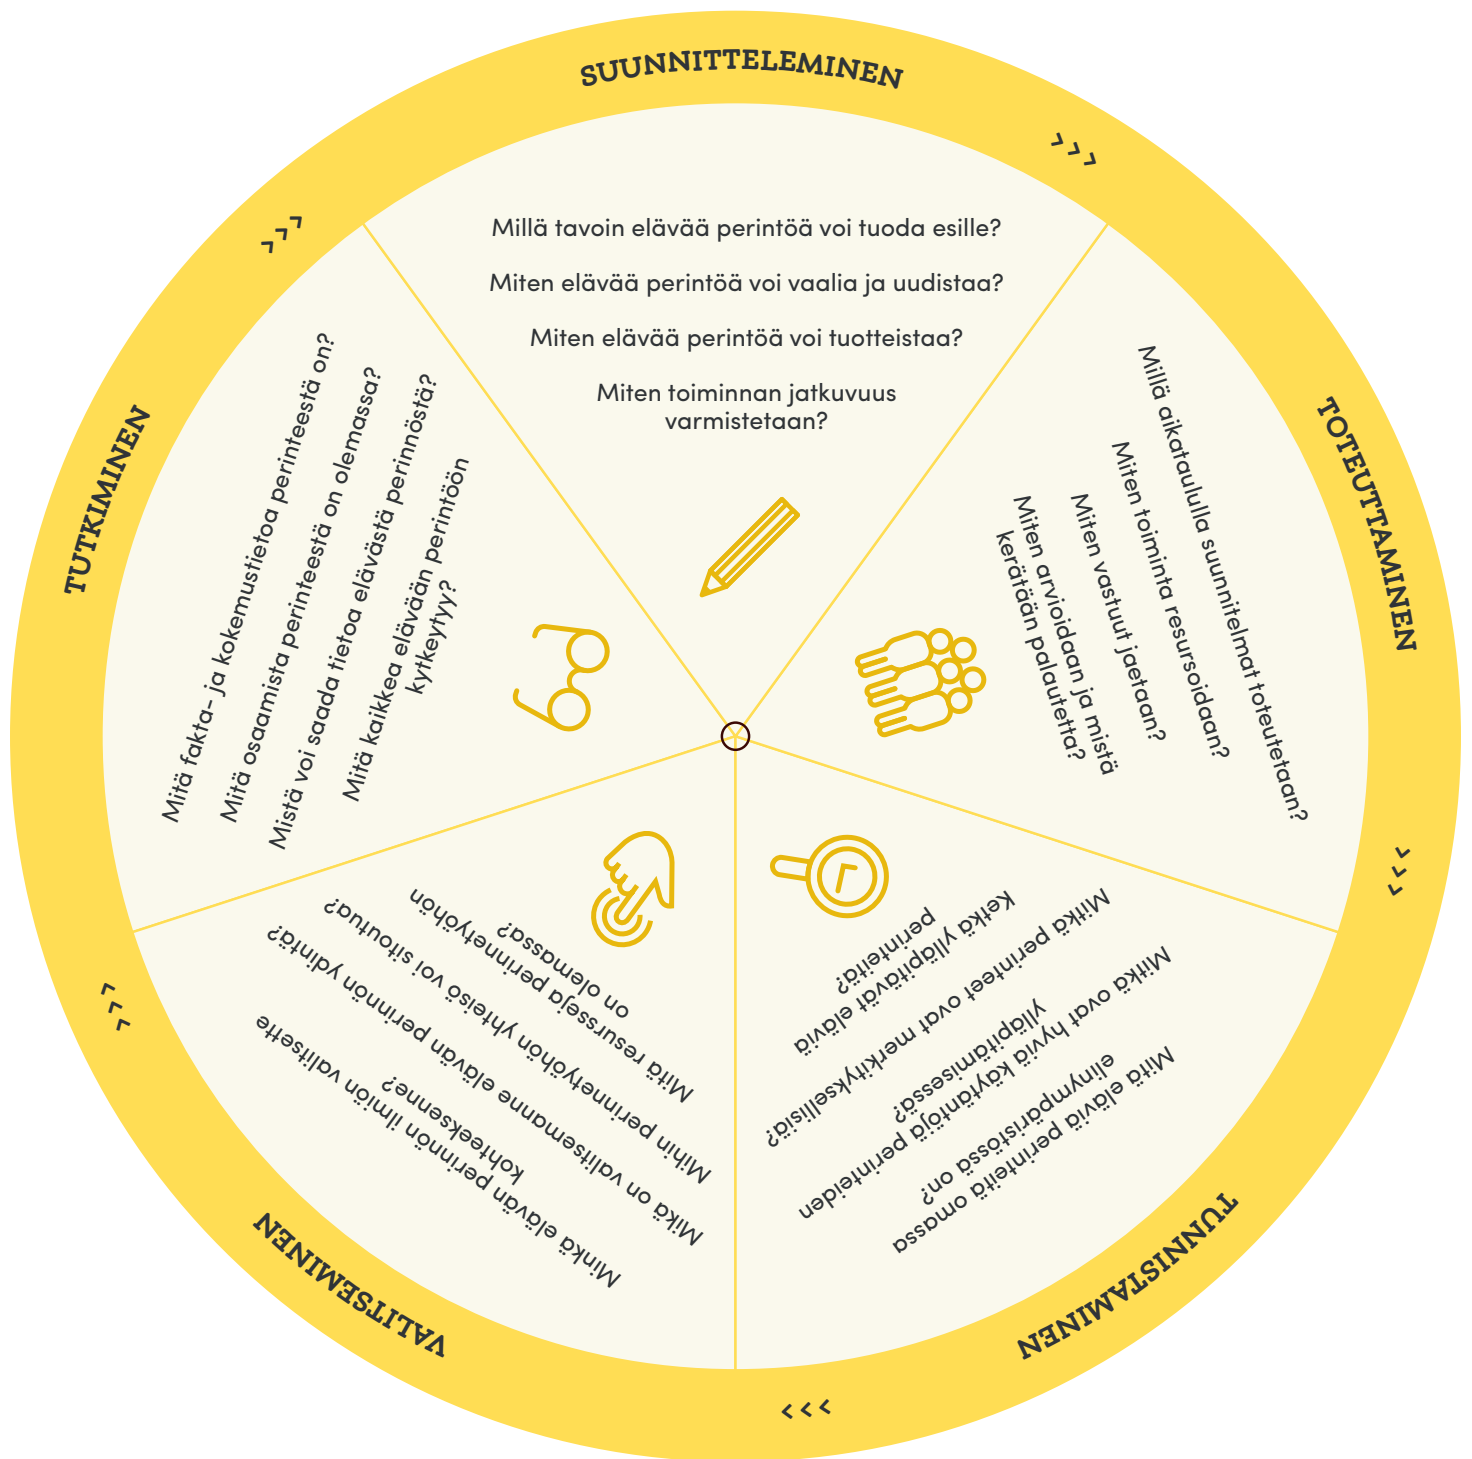 SUUNNITTELEMINEN
Millä tavoin elävää perintöä voi tuoda esille?
Miten elävää perintöä voi vaalia ja uudistaa?
Miten elävää perintöä voi tuotteistaa?
Miten toiminnan jatkuvuus
varmistetaan?
TOTEUTTAMINEN
Millä aikataululla suunnitelmat toteutetaan?
Miten toiminta resursoidaan?
Miten vastuut jaetaan?
Miten arvioidaan ja mistä
kerätään palautetta?
TUNNISTAMINEN
Mitä eläviä perinteitä omassa
elinympäristössä on?
Mitkä ovat hyviä käytäntöjä perinteiden
ylläpitämisessä?
Mitkä perinteet ovat merkityksellisiä?
Ketkä ylläpitävät eläviä
perinteitä?
VALITSEMINEN
Minkä elävän perinnön ilmiön valitsette
kohteeksenne?
Mikä on valitsemanne elävän perinnön ydintä?
Mihin perinnetyöhön yhteisö voi sitoutua?
Mitä resursseja perinnetyöhön
on olemassa?
TUTKIMINEN
Mitä fakta- ja kokemustietoa perinteestä on?
Mitä osaamista perinteestä on olemassa?
Mistä voi saada tietoa elävästä perinnöstä?
Mitä kaikkea elävään perintöön
kytkeytyy?